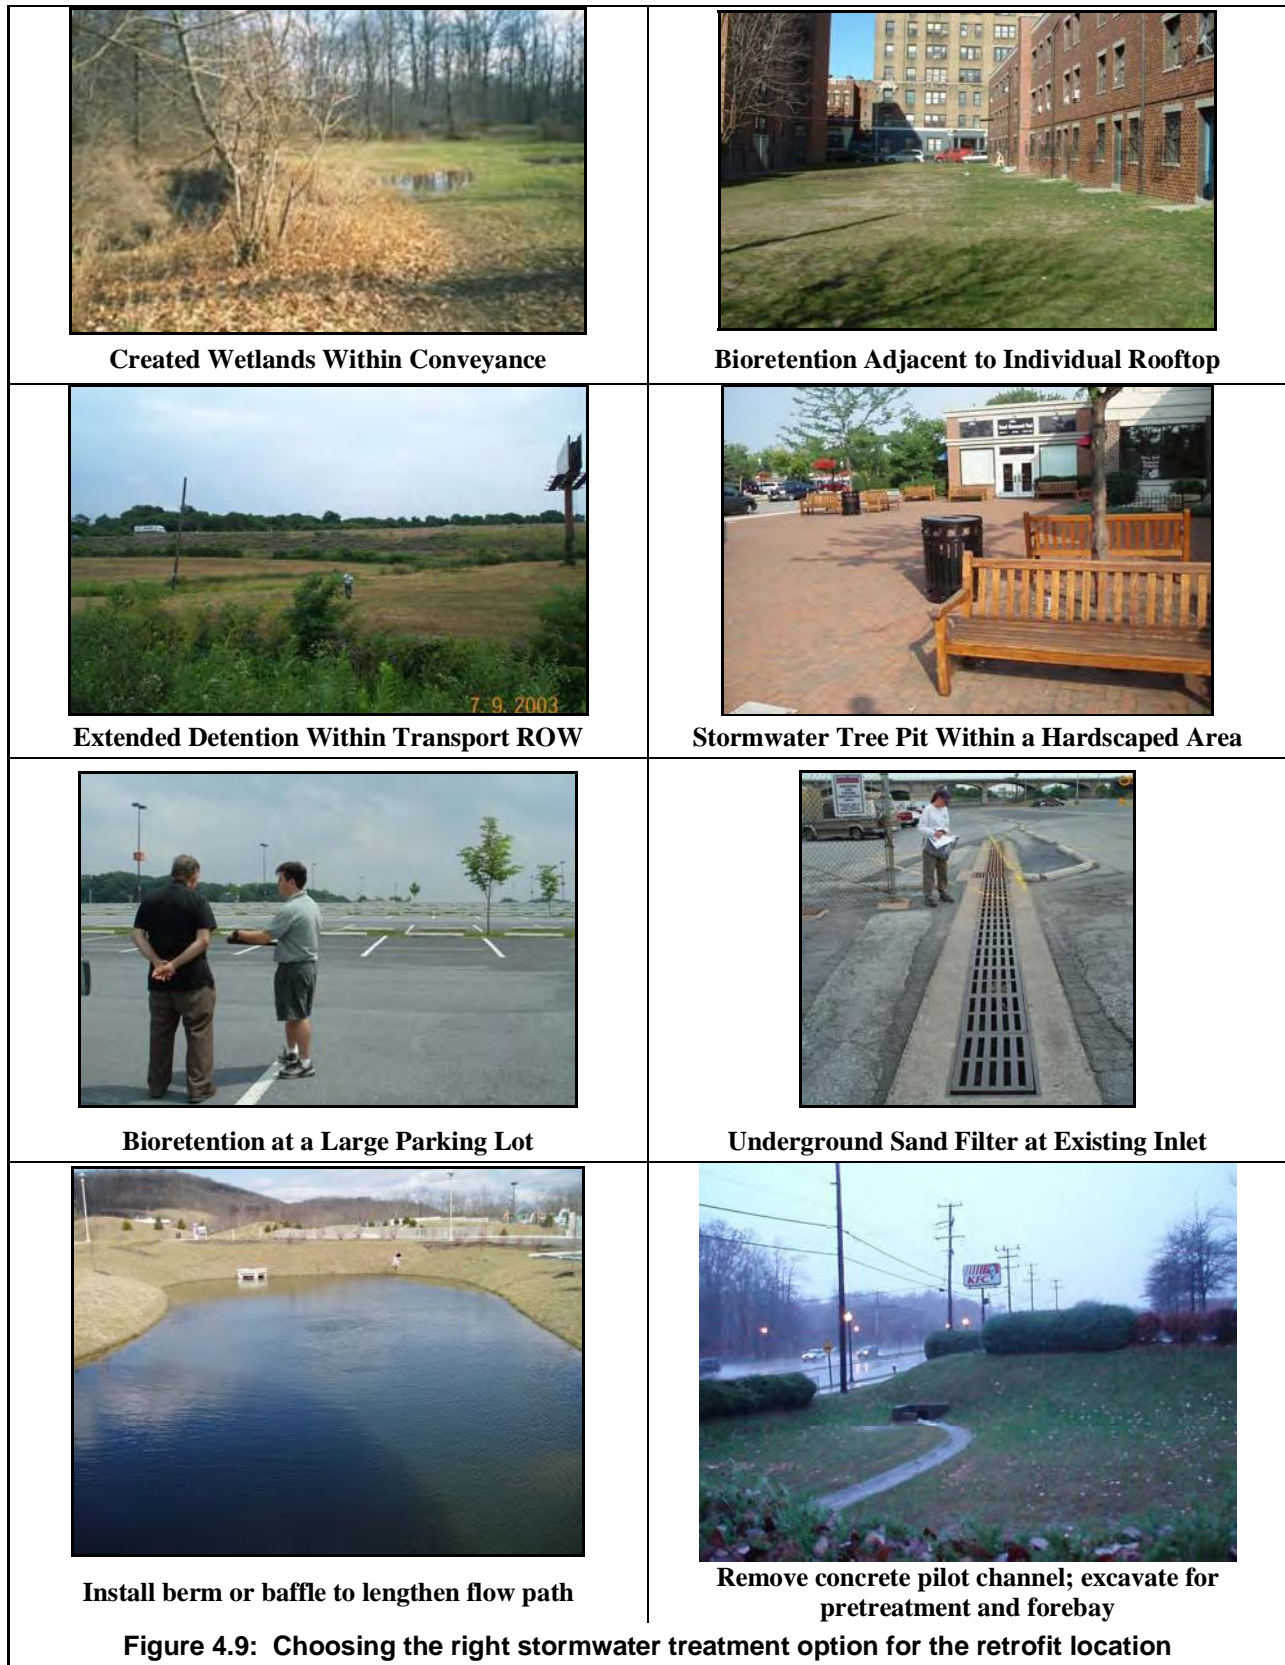 Created Wetlands Within Conveyance
Bioretention Adjacent to Individual Rooftop
7. 9. 2003
Extended Detention Within Transport ROW
Stormwater Tree Pit Within a Hardscaped Area
Bioretention at a Large Parking Lot
Underground Sand Filter at Existing Inlet
KFC
Install berm or baffle to lengthen flow path
Remove concrete pilot channel; excavate for
pretreatment and forebay
Figure 4.9: Choosing the right stormwater treatment option for the retrofit location